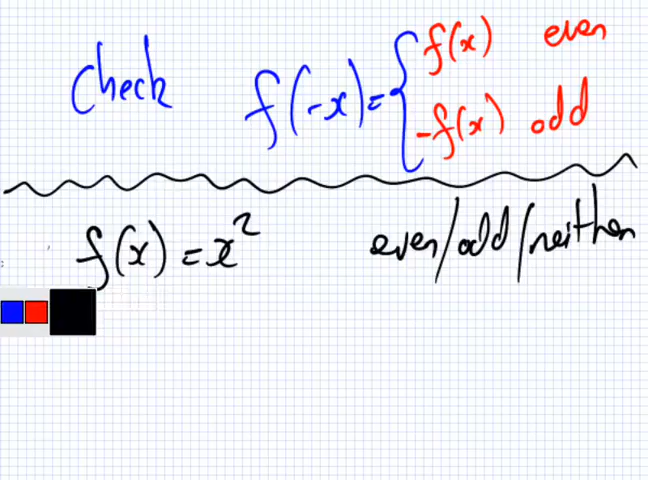 Check f(-x) = { f(x) even
-f(x) odd
f(x) = x²
even/odd/neither